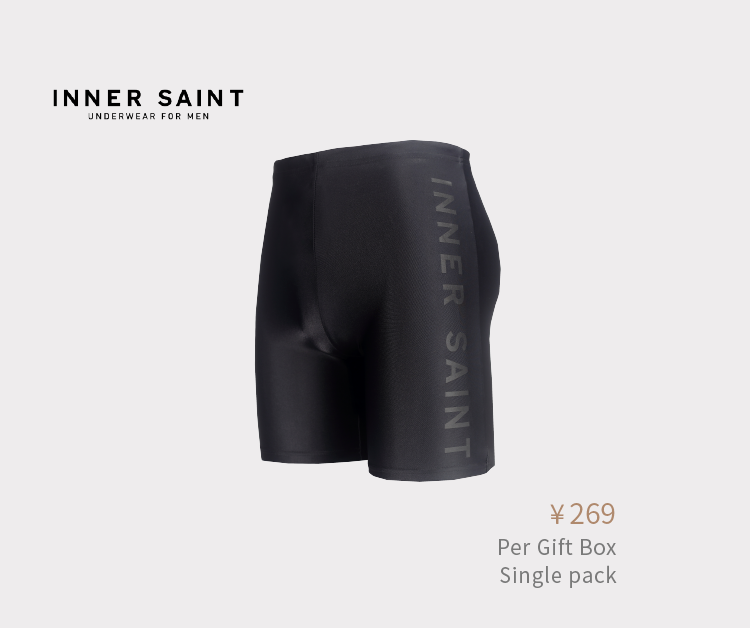 INNER SAINT
UNDERWEAR FOR MEN
INNER SAINT
¥269
Per Gift Box
Single pack